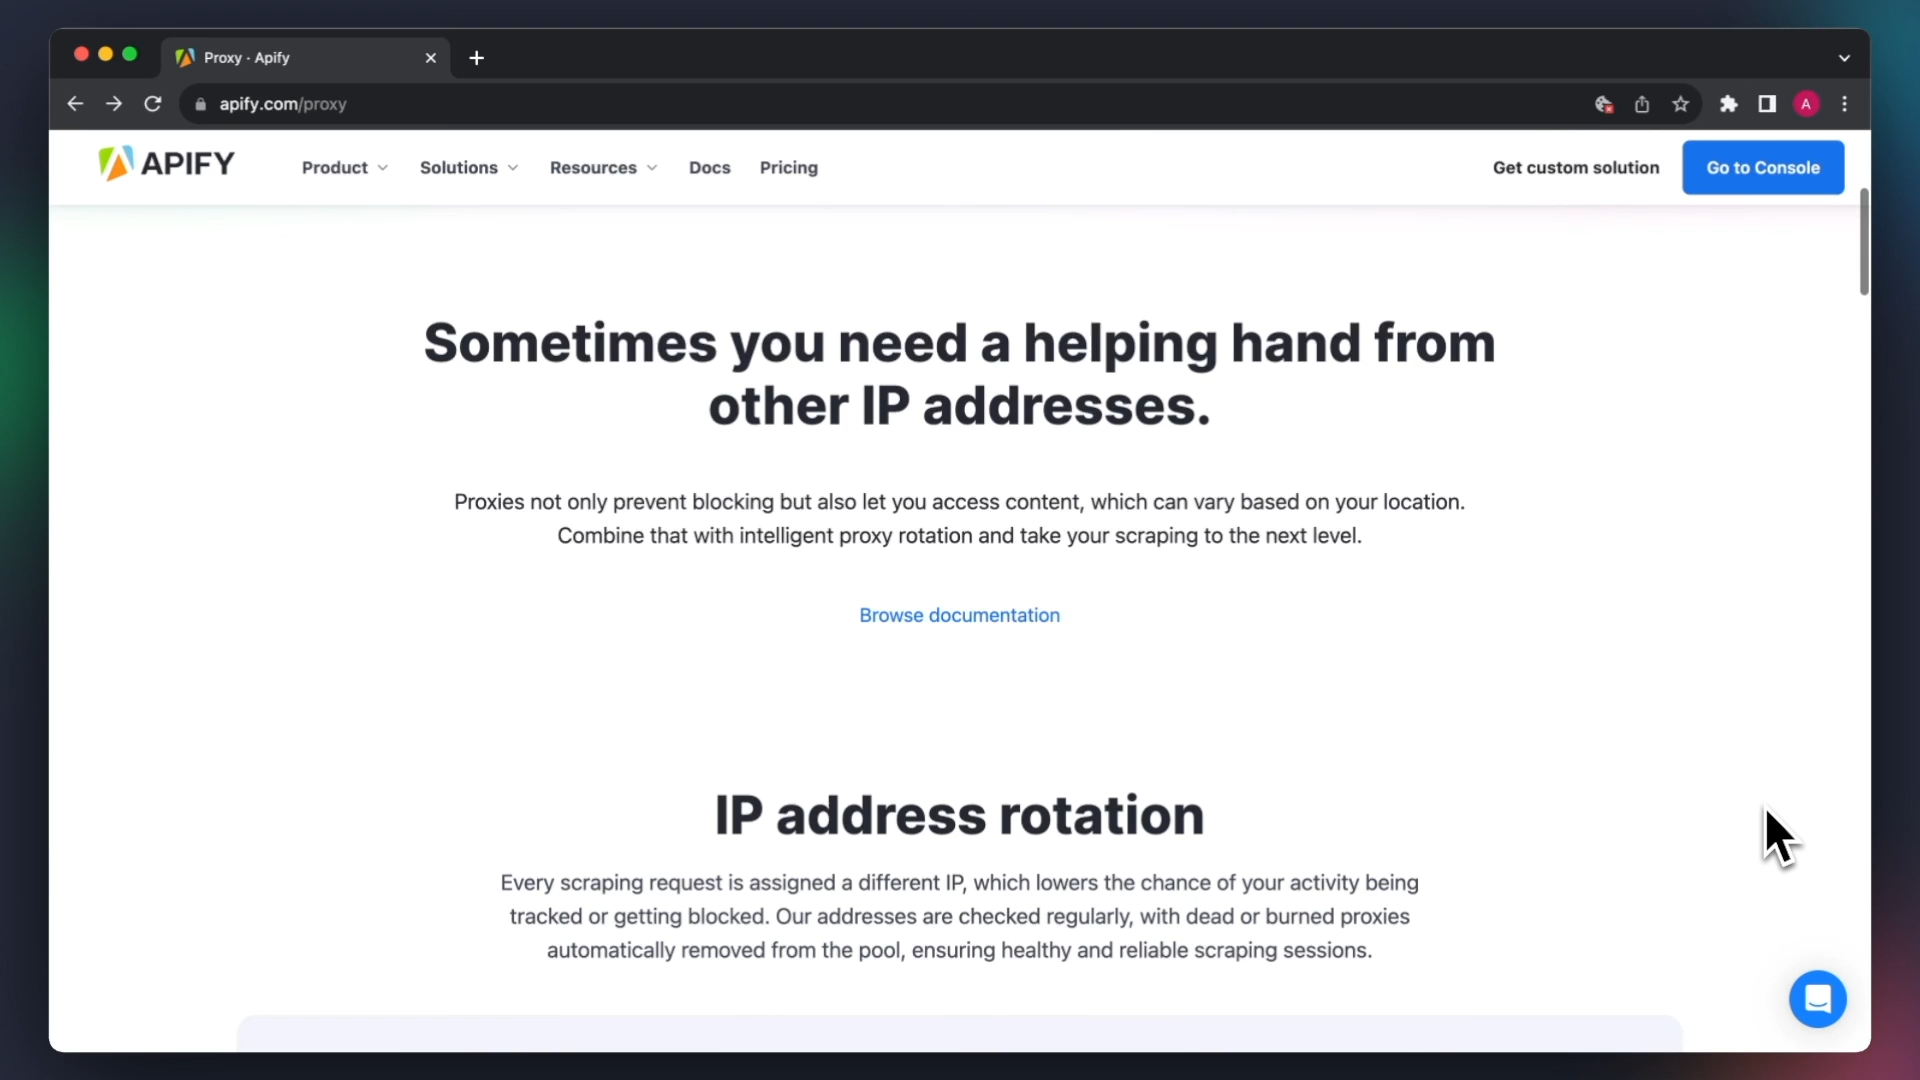 Proxy · Apify
apify.com/proxy
A
APIFY
Product
Solutions
Resources
Docs
Pricing
Get custom solution
Go to Console
Sometimes you need a helping hand from
other IP addresses.
Proxies not only prevent blocking but also let you access content, which can vary based on your location.
Combine that with intelligent proxy rotation and take your scraping to the next level.
Browse documentation
IP address rotation
Every scraping request is assigned a different IP, which lowers the chance of your activity being
tracked or getting blocked. Our addresses are checked regularly, with dead or burned proxies
automatically removed from the pool, ensuring healthy and reliable scraping sessions.